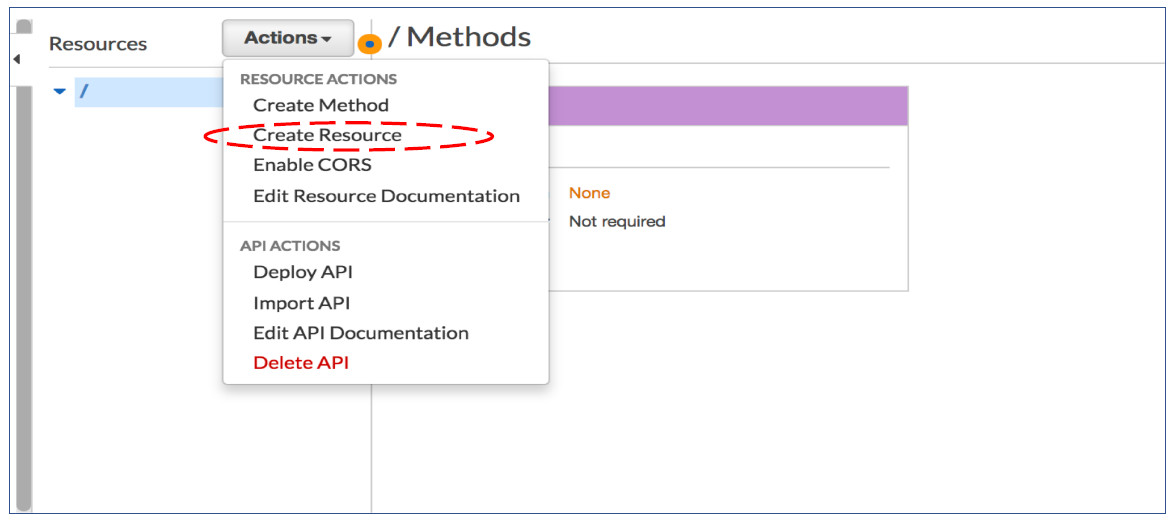 Resources
Actions
/ Methods
/
RESOURCE ACTIONS
Create Method
Create Resource
Enable CORS
Edit Resource Documentation
None
Not required
API ACTIONS
Deploy API
Import API
Edit API Documentation
Delete API